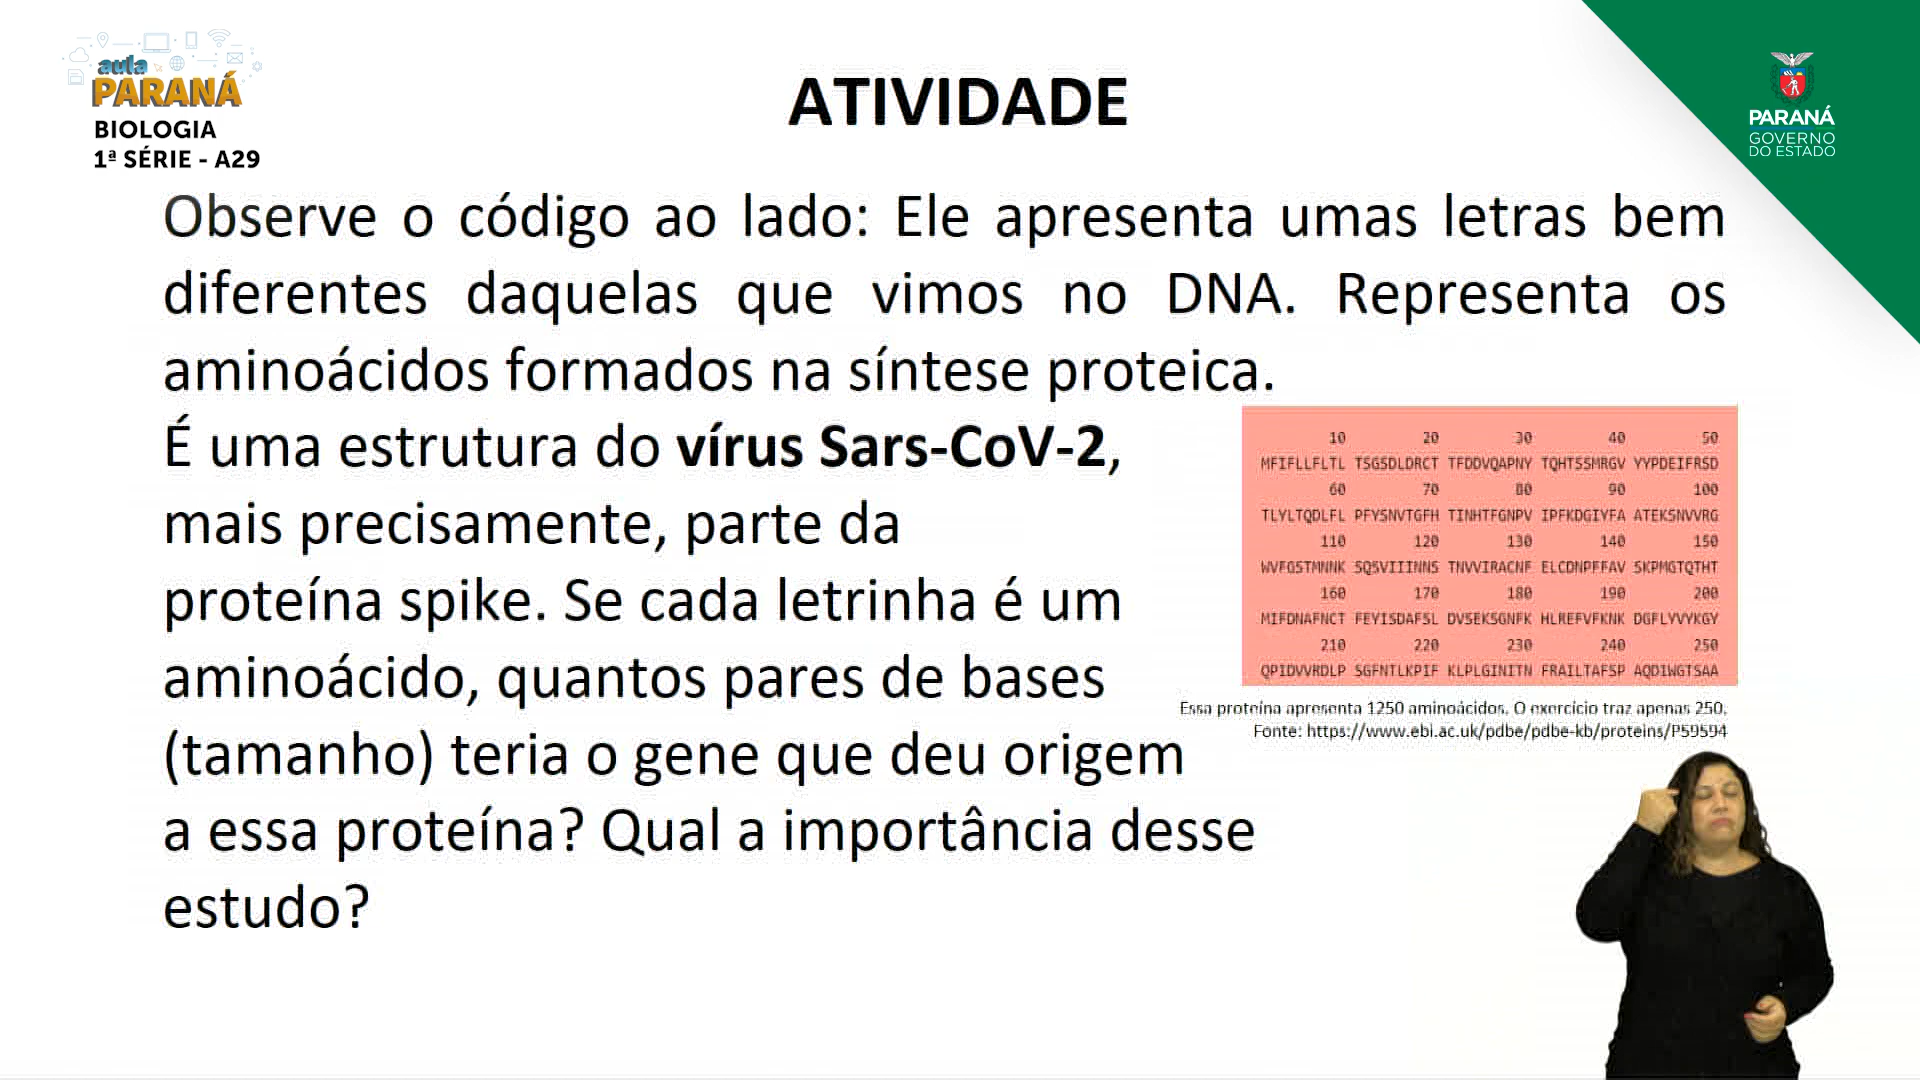 aula
PARANÁ
BIOLOGIA
1ª SÉRIE - A29
ATIVIDADE
PARANÁ
GOVERNO
DO ESTADO
Observe o código ao lado: Ele apresenta umas letras bem
diferentes daquelas que vimos no DNA. Representa os
aminoácidos formados na síntese proteica.
É uma estrutura do vírus Sars-CoV-2,
mais precisamente, parte da
proteína spike. Se cada letrinha é um
aminoácido, quantos pares de bases
(tamanho) teria o gene que deu origem
a essa proteína? Qual a importância desse
estudo?
10 20 30 40 50
MFIFLLFLTL TSGSDLDRCT TFDDVQAPNY TQHTSSMRGV YYPDEIFRSD
60 70 80 90 100
TLYLTQDLFL PFYSNVTGFH TINHTFGNPV IPFKDGIYFA ATEKSNVVRG
110 120 130 140 150
WVFGSTMNNK SQSVIIINNS TNVVIRACNF ELCDNPFFAV SKPMGTQTHT
160 170 180 190 200
MIFDNAFNCT FEYISDAFSL DVSEKSGNFK HLREFVFKNK DGFLYVYKGY
210 220 230 240 250
QPIDVVRDLP SGFNTLKPIF KLPLGINITN FRAILTAFSP AQDIWGTSAA
Essa proteína apresenta 1250 aminoácidos. O exercício traz apenas 250.
Fonte: https://www.ebi.ac.uk/pdbe/pdbe-kb/proteins/P59594